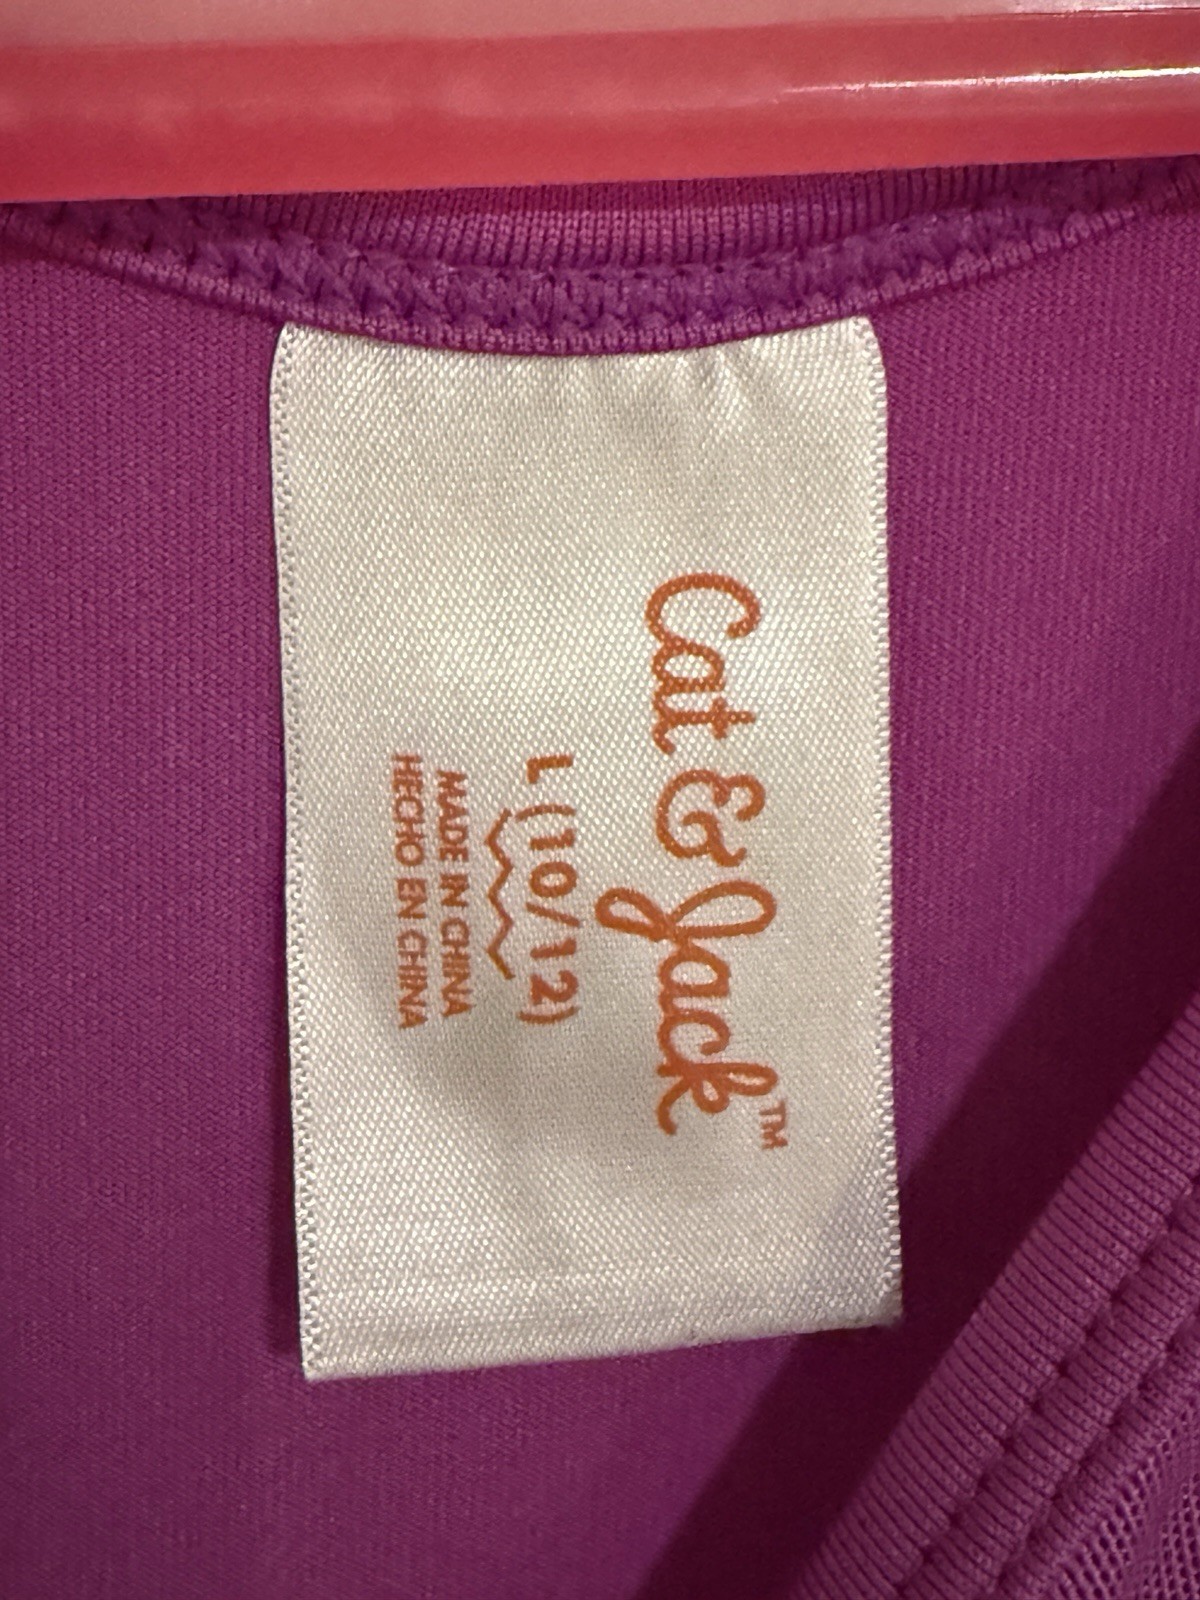 Cat & Jack™
L (10/12)
MADE IN CHINA
HECHO EN CHINA